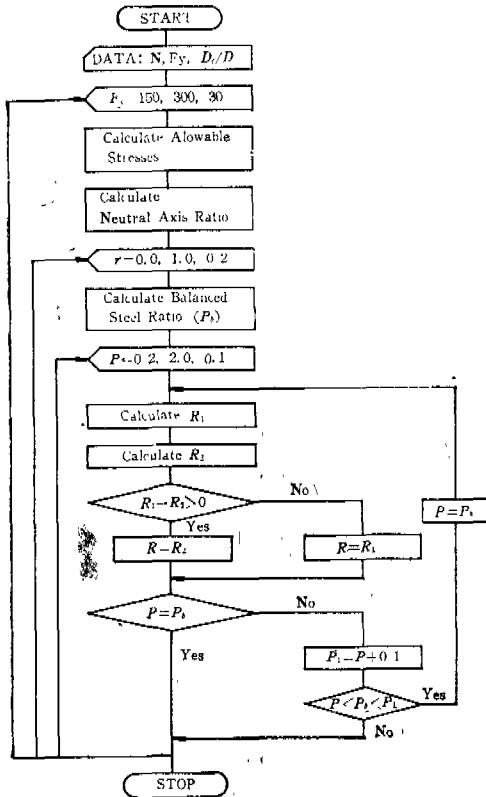 START
DATA: N, Fy, D_c/D
F_c 150, 300, 30
Calculate Alowable
Stresses
Calculate
Neutral Axis Ratio
r=0.0, 1.0, 0 2
Calculate Balanced
Steel Ratio (P_b)
0 2, 2.0, 0.1
Calculate R_1
Calculate R_2
R_1-R_2>0
No
Yes
R=R_2
R=R_1
P=P_b
P=P_b
No
Yes
P_1=P+0 1
P<P_b<P_1
Yes
No
STOP